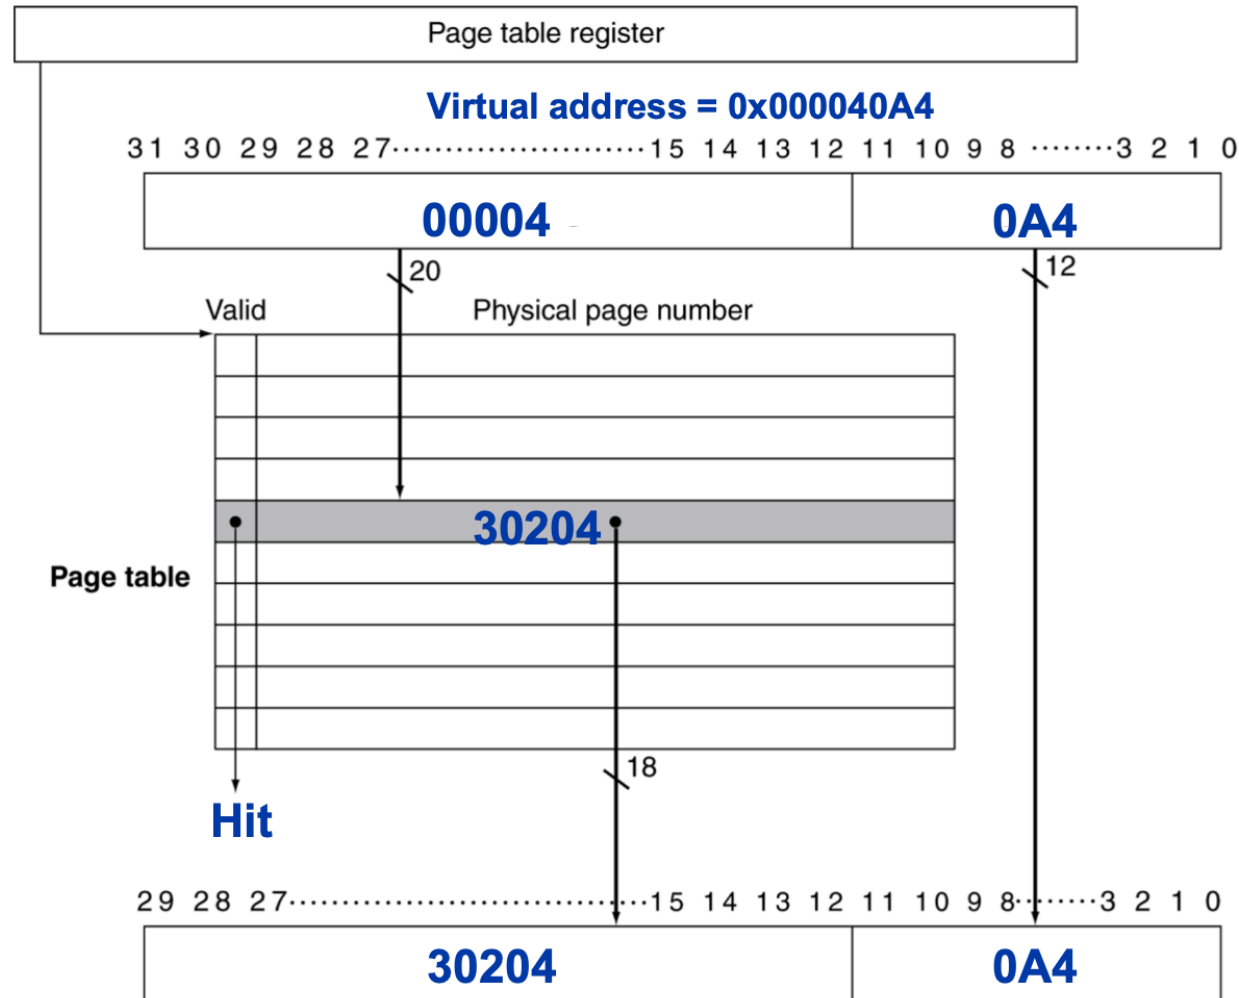 Page table register
Virtual address = 0x000040A4
31 30 29 28 27························15 14 13 12 11 10 9 8 ········3 2 1 0
00004 0A4
20 12
Valid Physical page number
30204
Page table
18
Hit
29 28 27··································15 14 13 12 11 10 9 8········3 2 1 0
30204 0A4